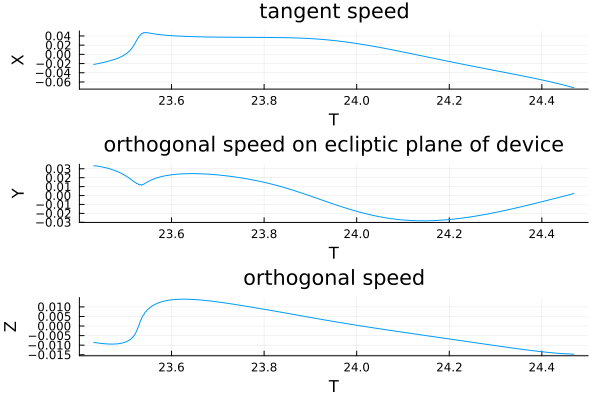 tangent speed
0.04
0.02
0.00
−0.02
−0.04
−0.06
X
23.6 23.8 24.0 24.2 24.4
T
orthogonal speed on ecliptic plane of device
0.03
0.02
0.01
0.00
−0.01
−0.02
−0.03
Y
23.6 23.8 24.0 24.2 24.4
T
orthogonal speed
0.010
0.005
0.000
−0.005
−0.010
−0.015
Z
23.6 23.8 24.0 24.2 24.4
T